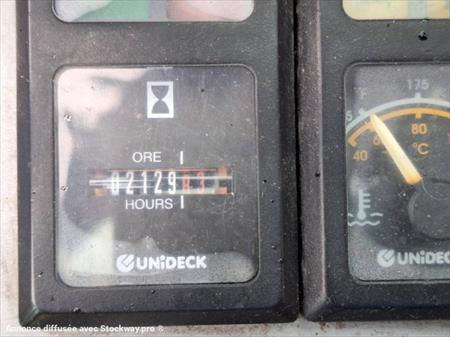 ORE
02129
HOURS
UNiDECK
°F
175
80
40
°C
UNiDECK
Annonce diffusée avec Stockway.pro ®